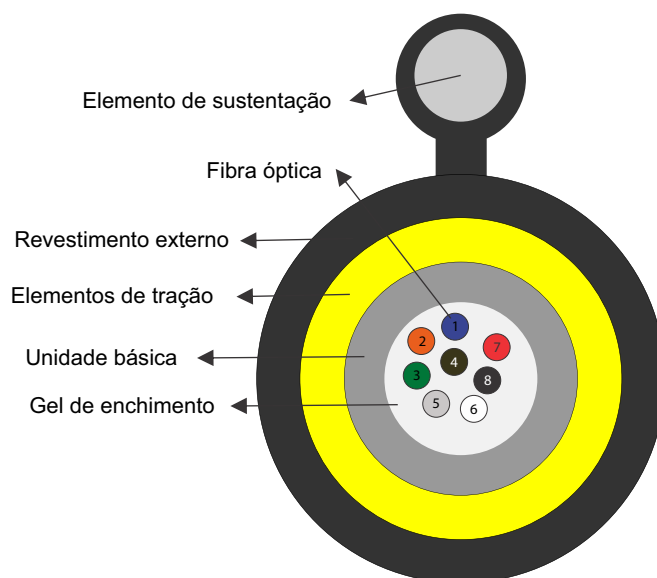 Elemento de sustentação
Fibra óptica
Revestimento externo
Elementos de tração
Unidade básica
Gel de enchimento
1
2
7
4
3
8
5
6